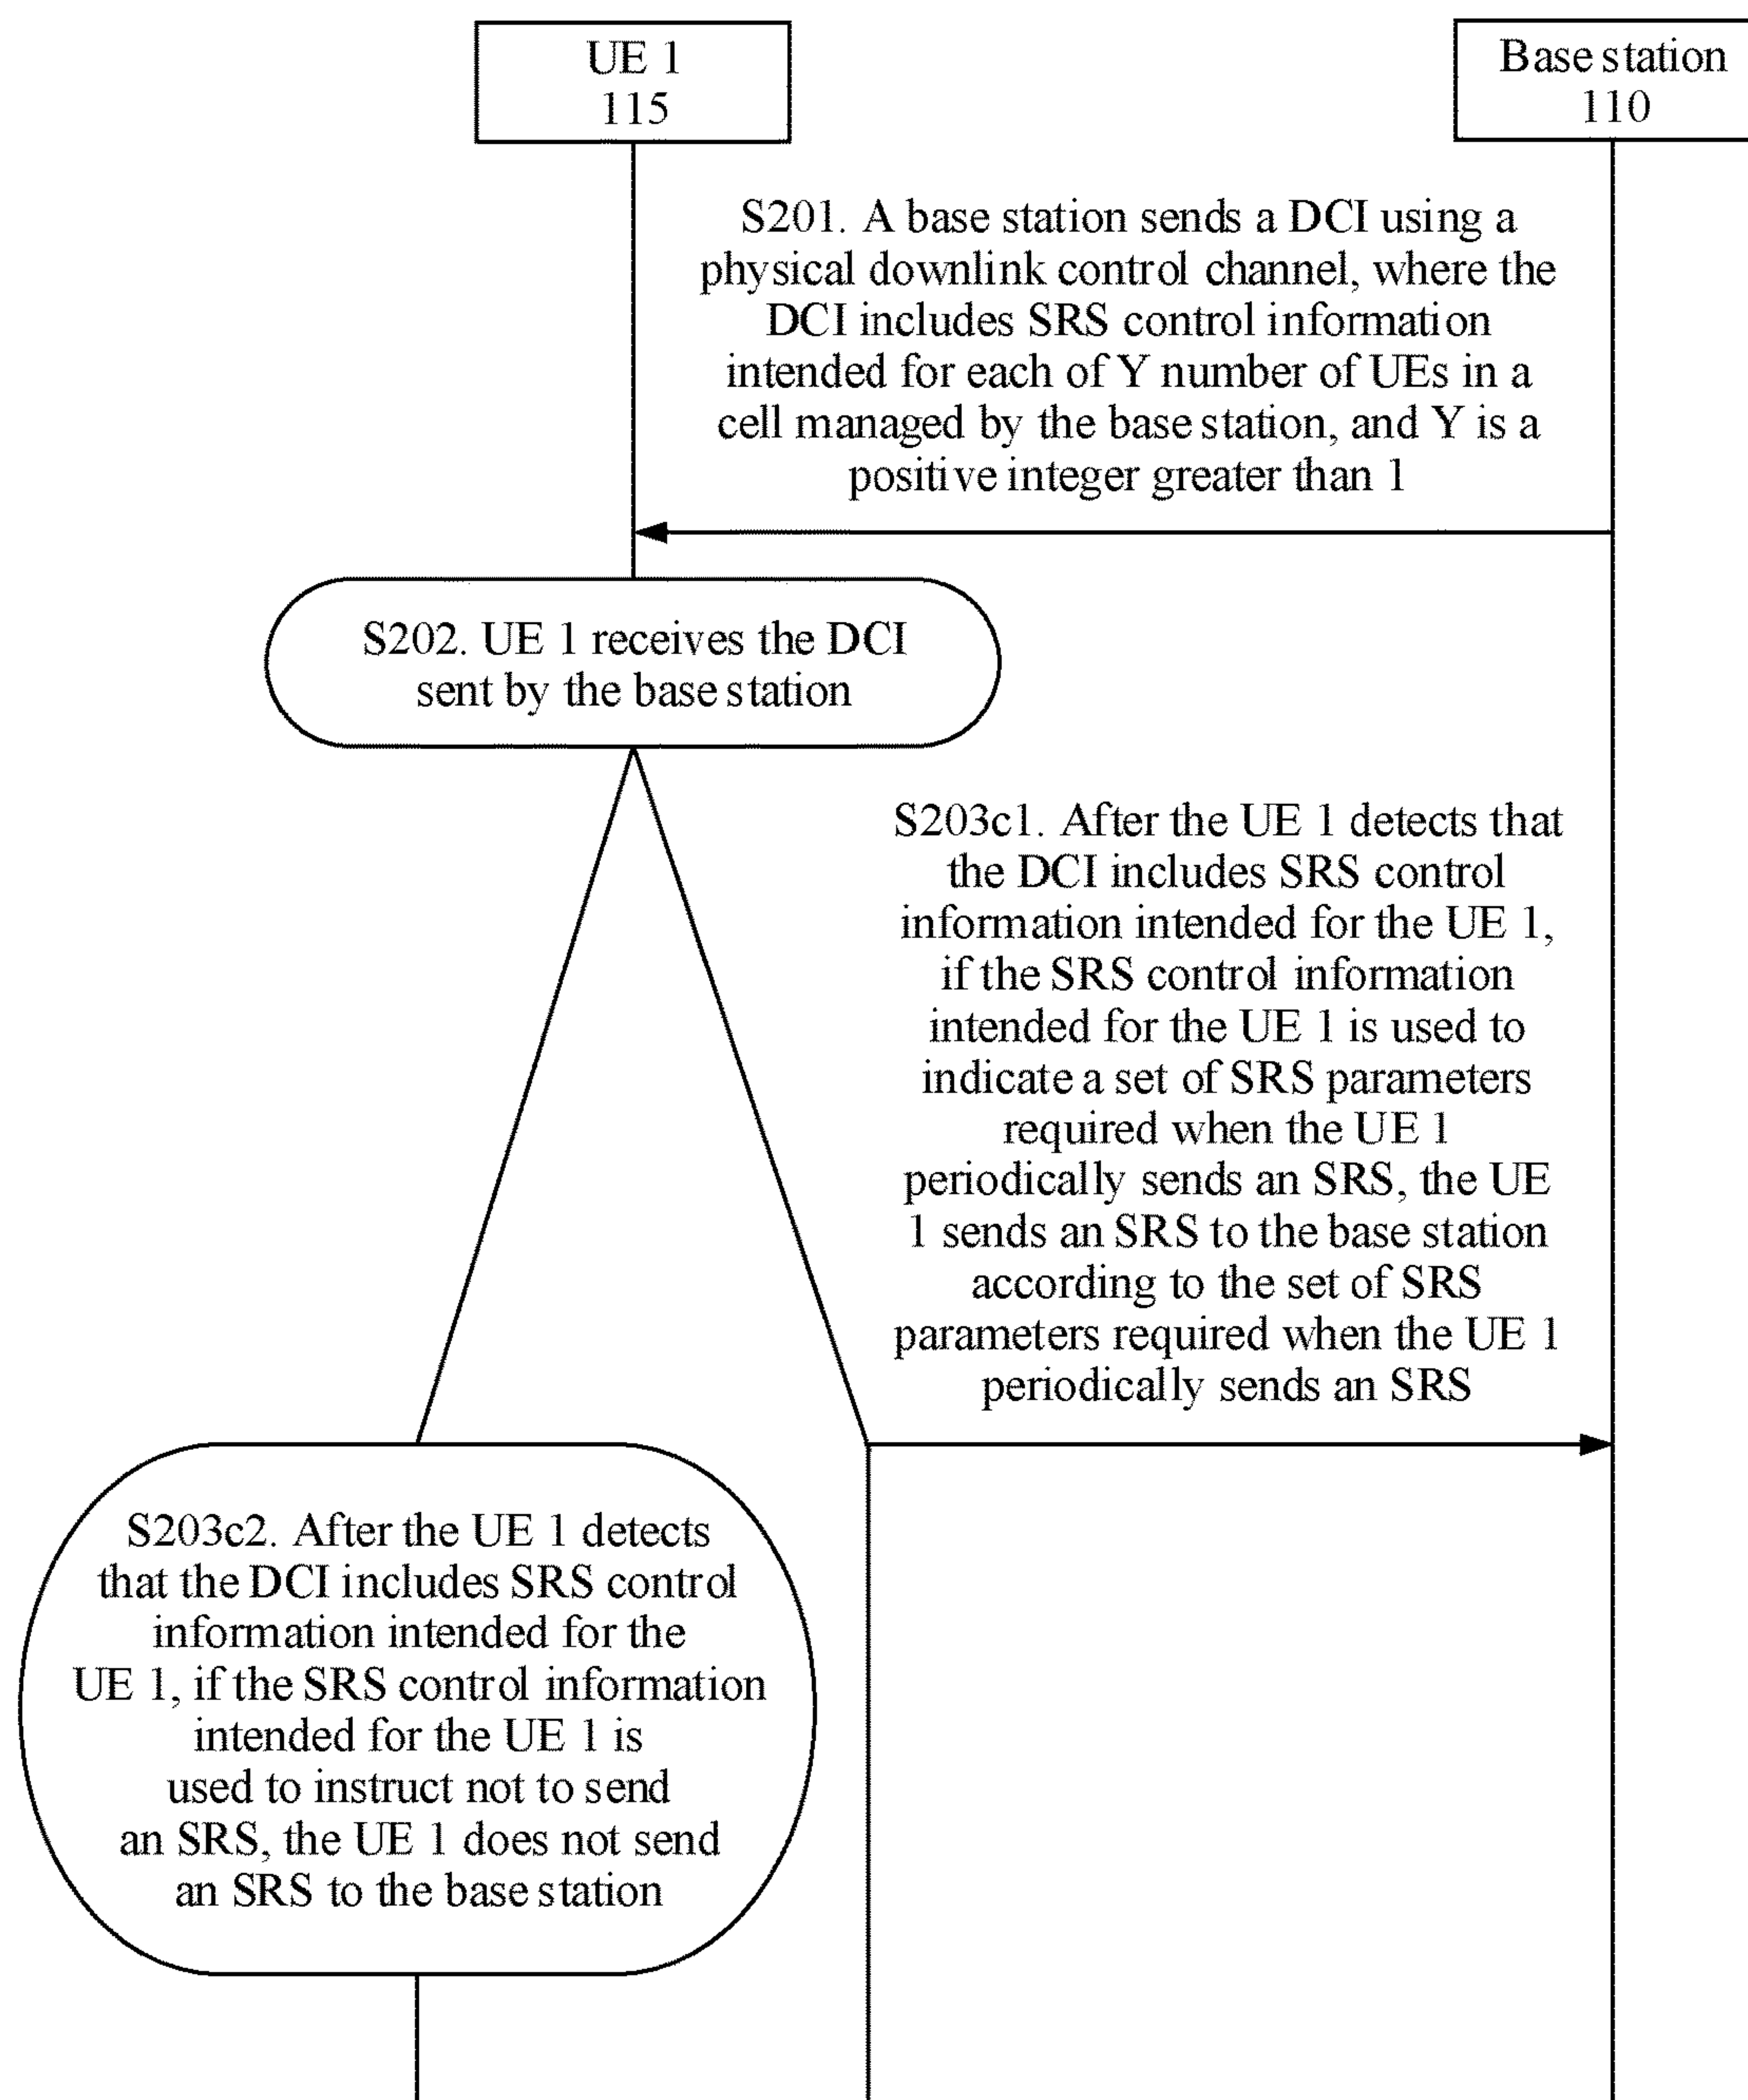 UE 1
115
Base station
110
S201. A base station sends a DCI using a
physical downlink control channel, where the
DCI includes SRS control information
intended for each of Y number of UEs in a
cell managed by the base station, and Y is a
positive integer greater than 1
S202. UE 1 receives the DCI
sent by the base station
S203c1. After the UE 1 detects that
the DCI includes SRS control
information intended for the UE 1,
if the SRS control information
intended for the UE 1 is used to
indicate a set of SRS parameters
required when the UE 1
periodically sends an SRS, the UE
1 sends an SRS to the base station
according to the set of SRS
parameters required when the UE 1
periodically sends an SRS
S203c2. After the UE 1 detects
that the DCI includes SRS control
information intended for the
UE 1, if the SRS control information
intended for the UE 1 is
used to instruct not to send
an SRS, the UE 1 does not send
an SRS to the base station